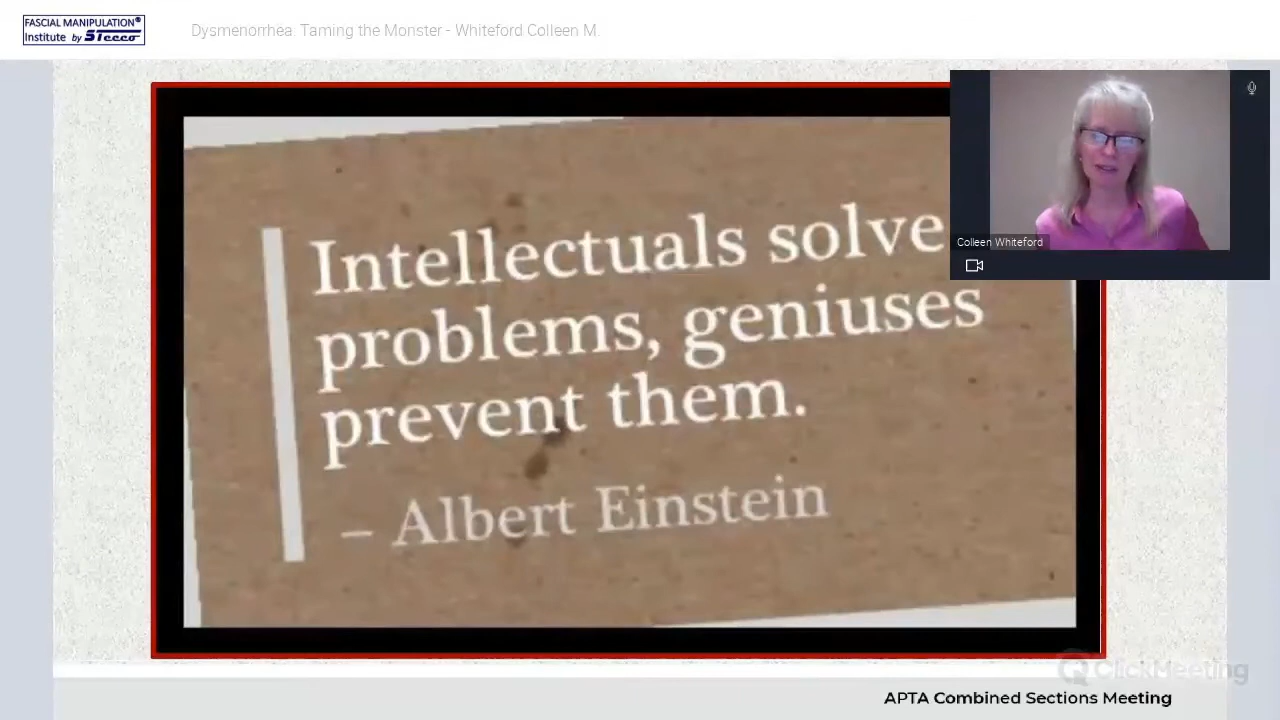 FASCIAL MANIPULATION®
Institute by Stecco
Dysmenorrhea: Taming the Monster - Whiteford Colleen M.
Intellectuals solve
problems, geniuses
prevent them.
– Albert Einstein
Colleen Whiteford
ClickMeeting
APTA Combined Sections Meeting